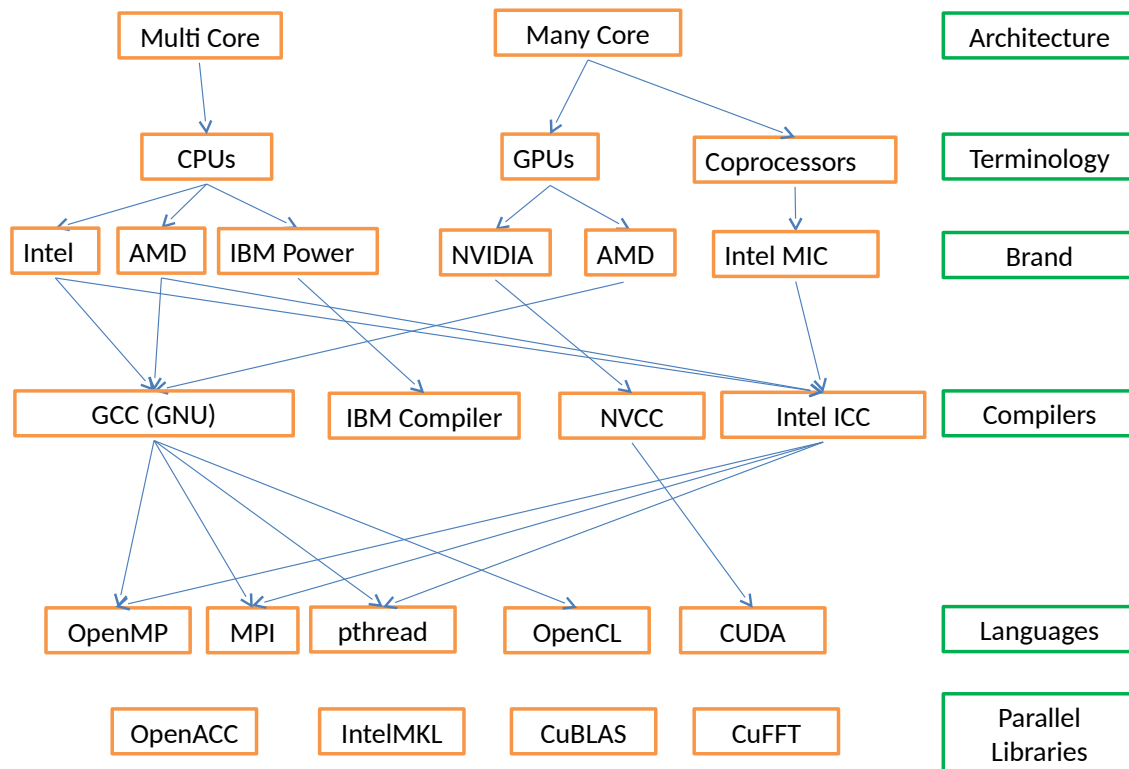 Multi Core
Many Core
Architecture
CPUs
GPUs
Coprocessors
Terminology
Intel
AMD
IBM Power
NVIDIA
AMD
Intel MIC
Brand
GCC (GNU)
IBM Compiler
NVCC
Intel ICC
Compilers
OpenMP
MPI
pthread
OpenCL
CUDA
Languages
OpenACC
IntelMKL
CuBLAS
CuFFT
Parallel
Libraries